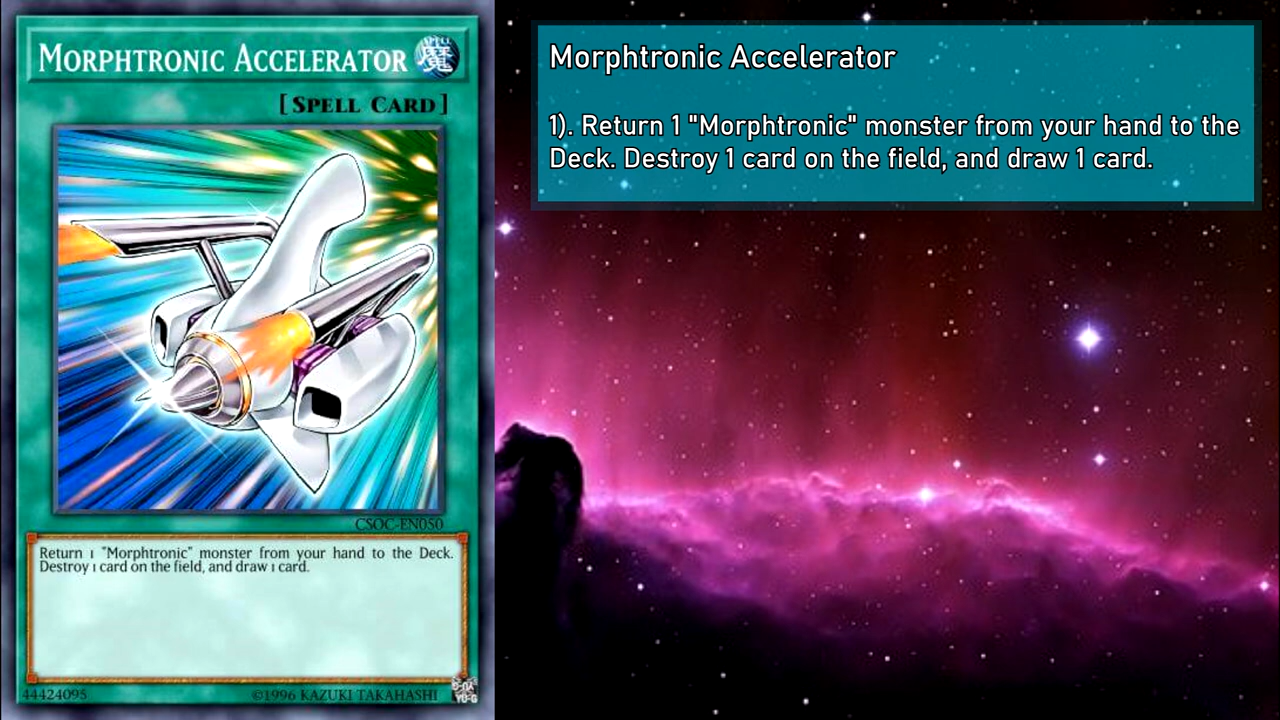 MORPHTRONIC ACCELERATOR
[SPELL CARD]
CSOC-EN050
Return 1 "Morphtronic" monster from your hand to the Deck.
Destroy 1 card on the field, and draw 1 card.
44424095
©1996 KAZUKI TAKAHASHI
Morphtronic Accelerator
1). Return 1 "Morphtronic" monster from your hand to the
Deck. Destroy 1 card on the field, and draw 1 card.